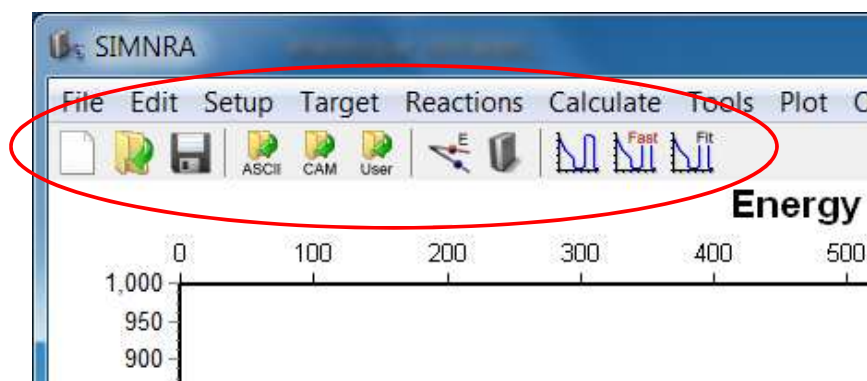 SIMNRA
File Edit Setup Target Reactions Calculate Tools Plot
E Fast Fit
ASCII CAM User
Energy
0 100 200 300 400 500
1,000
950
900